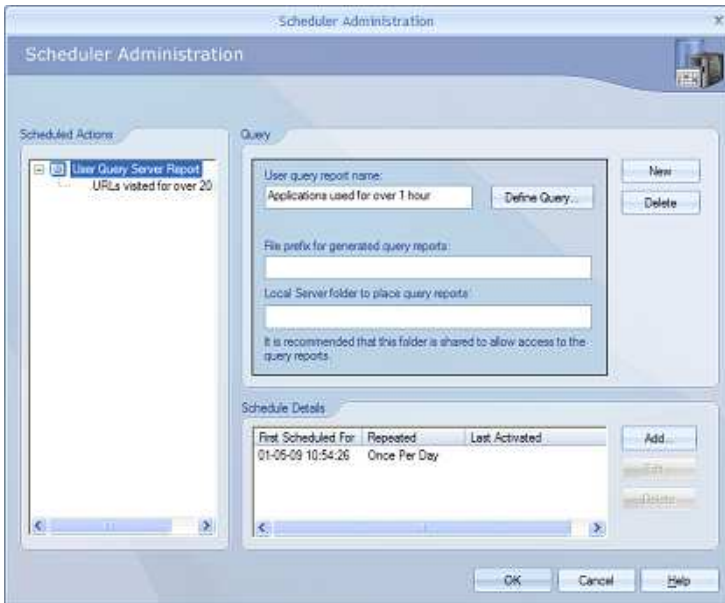 Scheduler Administration
Scheduler Administration
Scheduled Actions
User Query Server Report
URLs visited for over 20
Query
User query report name:
Applications used for over 1 hour
Define Query...
File prefix for generated query reports:
Local Server folder to place query reports:
It is recommended that this folder is shared to allow access to the
query reports.
New
Delete
Schedule Details
First Scheduled For Repeated Last Activated
01-05-09 10:54:26 Once Per Day
Add...
Edit...
Delete
OK Cancel Help